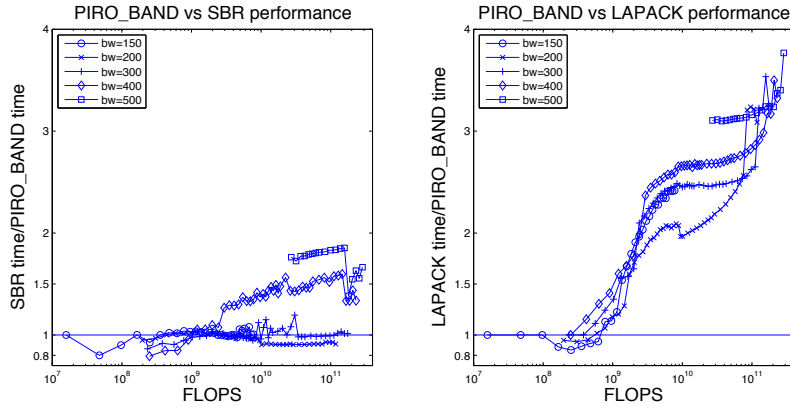 PIRO_BAND vs SBR performance
4
3
2
1.5
1
0.8
SBR time/PIRO_BAND time
bw=150
bw=200
bw=300
bw=400
bw=500
10^7
10^8
10^9
10^10
10^11
FLOPS
PIRO_BAND vs LAPACK performance
4
3
2
1.5
1
0.8
LAPACK time/PIRO_BAND time
bw=150
bw=200
bw=300
bw=400
bw=500
10^7
10^8
10^9
10^10
10^11
FLOPS